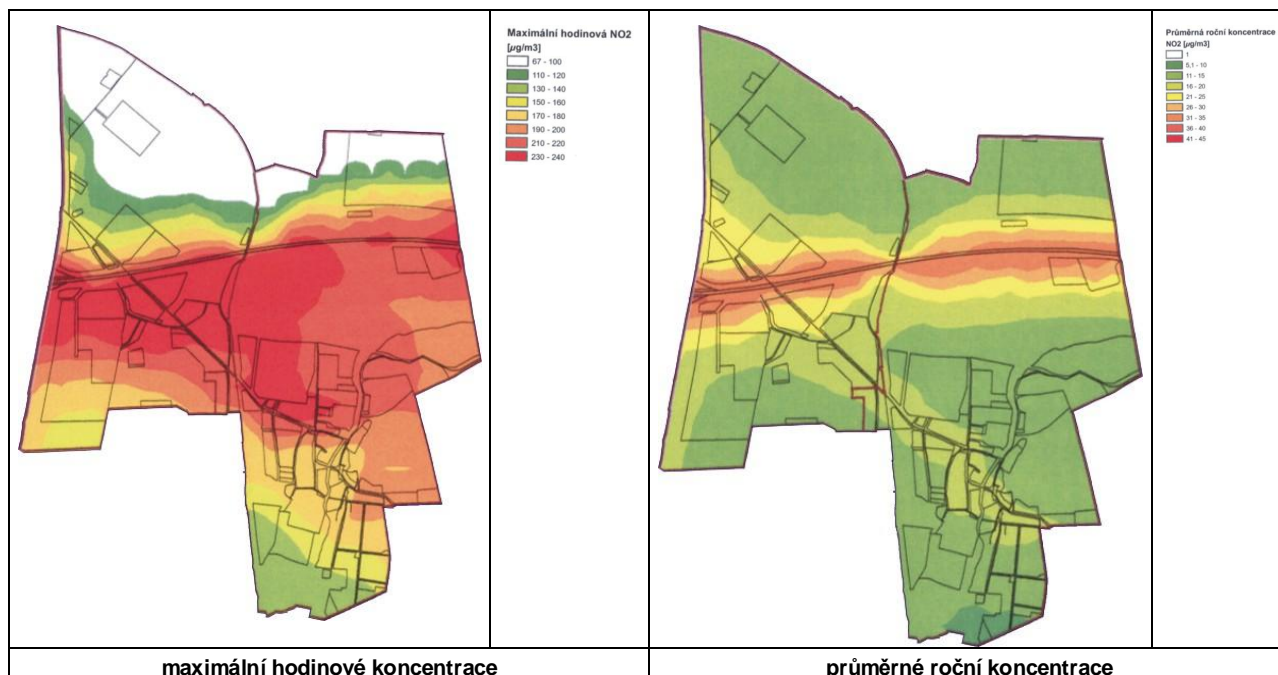 Maximální hodinová NO2
[µg/m3]
67 - 100
110 - 120
130 - 140
150 - 160
170 - 180
190 - 200
210 - 220
230 - 240
Průměrná roční koncentrace
NO2 [µg/m3]
1
5,1 - 10
11 - 15
16 - 20
21 - 25
26 - 30
31 - 35
36 - 40
41 - 45
maximální hodinové koncentrace
průměrné roční koncentrace